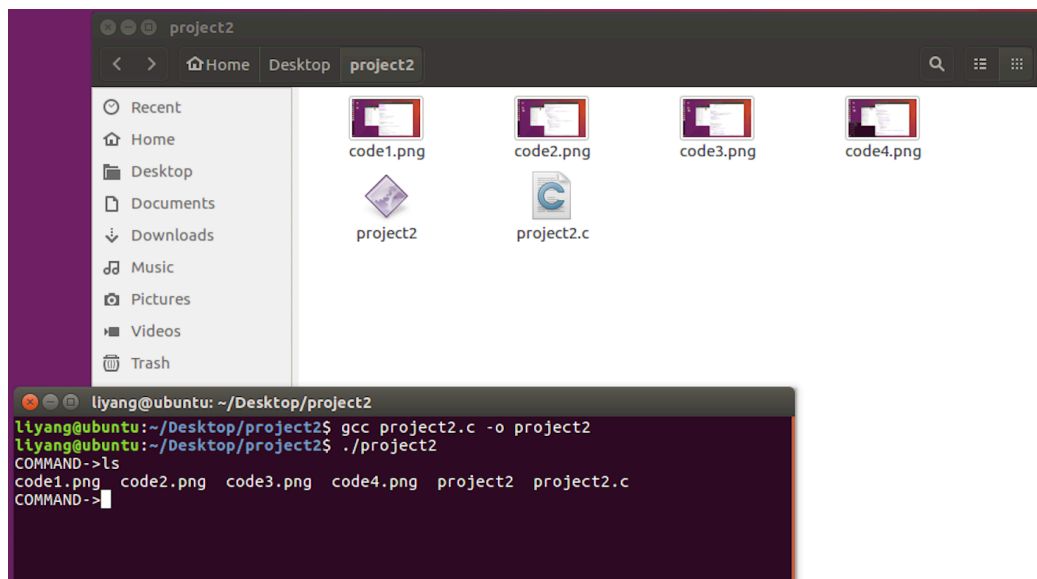 project2
Home Desktop project2
Recent
Home
Desktop
Documents
Downloads
Music
Pictures
Videos
Trash
code1.png code2.png code3.png code4.png
project2 project2.c
liyang@ubuntu: ~/Desktop/project2
liyang@ubuntu:~/Desktop/project2$ gcc project2.c -o project2
liyang@ubuntu:~/Desktop/project2$ ./project2
COMMAND->ls
code1.png code2.png code3.png code4.png project2 project2.c
COMMAND->